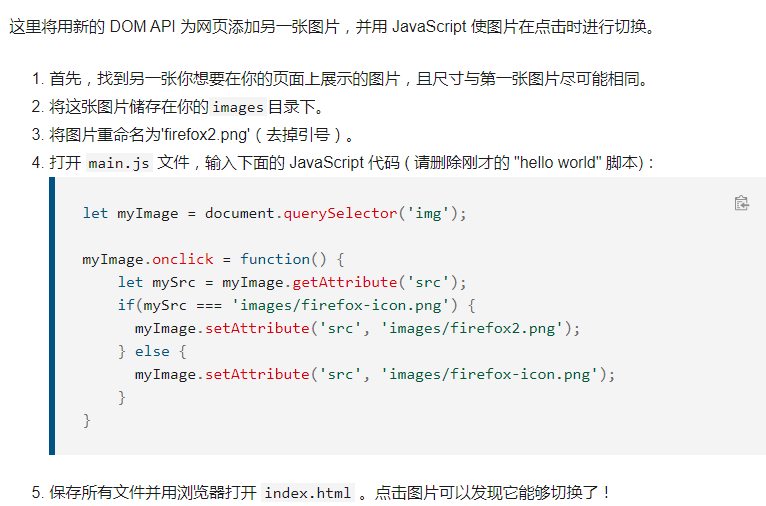 这里将用新的 DOM API 为网页添加另一张图片，并用 JavaScript 使图片在点击时进行切换。
1. 首先，找到另一张你想要在你的页面上展示的图片，且尺寸与第一张图片尽可能相同。
2. 将这张图片储存在你的 images 目录下。
3. 将图片重命名为'firefox2.png'（去掉引号）。
4. 打开 main.js 文件，输入下面的 JavaScript 代码 ( 请删除刚才的 "hello world" 脚本)：
let myImage = document.querySelector('img');
myImage.onclick = function() {
    let mySrc = myImage.getAttribute('src');
    if(mySrc === 'images/firefox-icon.png') {
      myImage.setAttribute('src', 'images/firefox2.png');
    } else {
      myImage.setAttribute('src', 'images/firefox-icon.png');
    }
}
5. 保存所有文件并用浏览器打开 index.html 。点击图片可以发现它能够切换了！